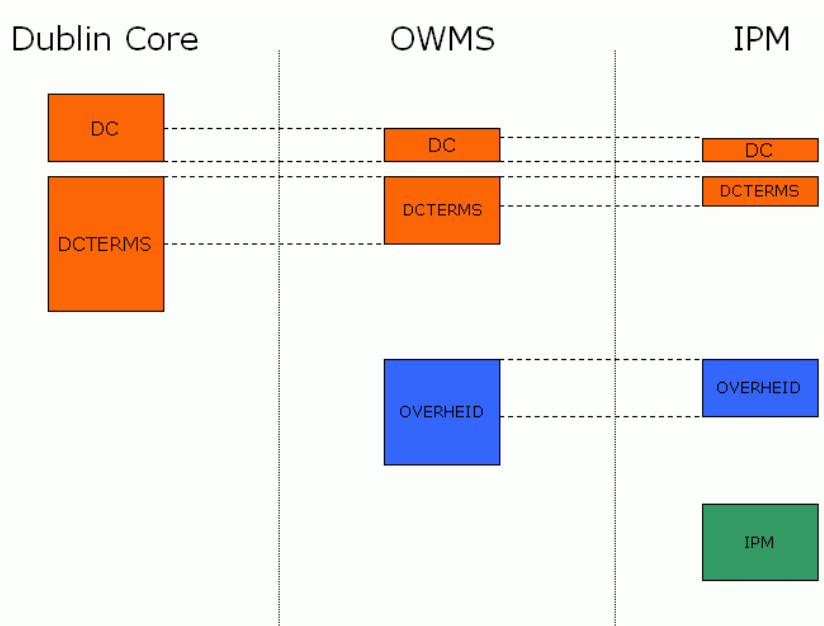 Dublin Core
OWMS
IPM
DC
DC
DC
DCTERMS
DCTERMS
DCTERMS
OVERHEID
OVERHEID
IPM